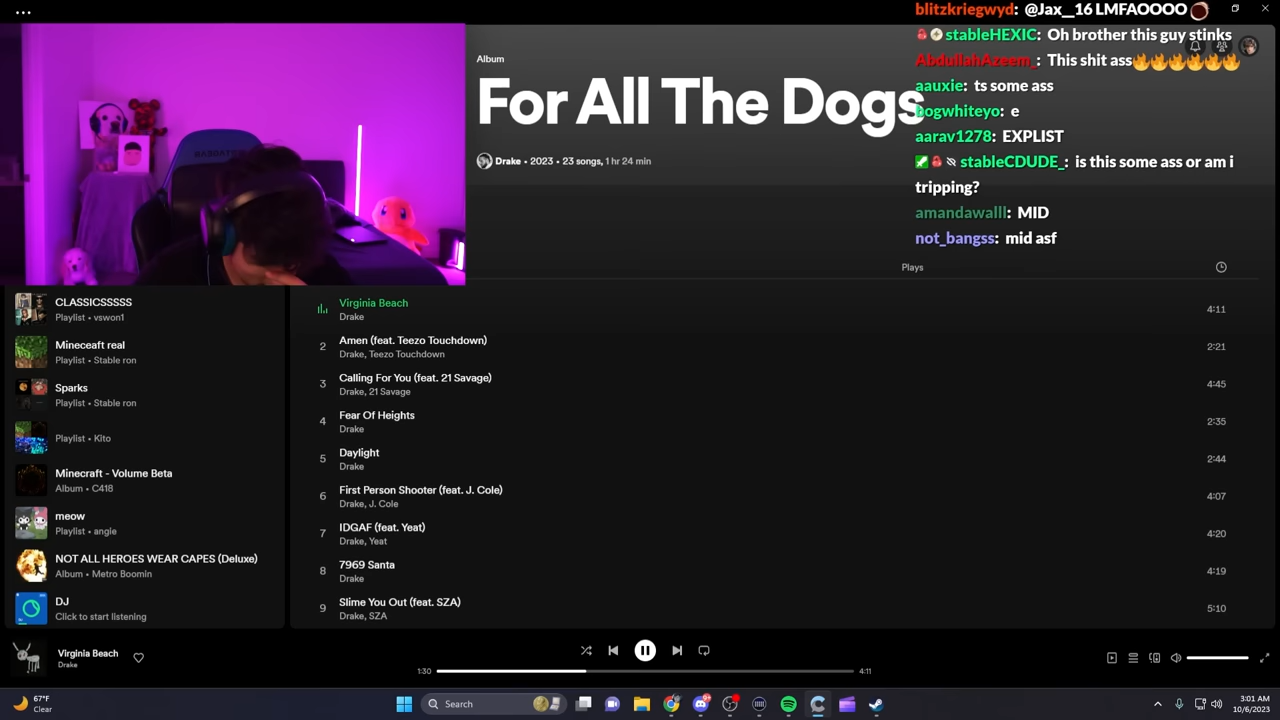 Album
For All The Dogs
Drake • 2023 • 23 songs, 1 hr 24 min
blitzkriegwyd: @Jax__16 LMFAOOOO
stableHEXIC: Oh brother this guy stinks
AbdullahAzeem_: This shit ass🔥🔥🔥🔥🔥🔥
aauxie: ts some ass
bogwhiteyo: e
aarav1278: EXPLIST
stableCDUDE_: is this some ass or am i
tripping?
amandawalll: MID
not_bangss: mid asf
Plays
CLASSICSSSSS
Playlist • vswon1
Mineceaft real
Playlist • Stable ron
Sparks
Playlist • Stable ron
Playlist • Kito
Minecraft - Volume Beta
Album • C418
meow
Playlist • angie
NOT ALL HEROES WEAR CAPES (Deluxe)
Album • Metro Boomin
DJ
Click to start listening
Virginia Beach
Drake
4:11
2
Amen (feat. Teezo Touchdown)
Drake, Teezo Touchdown
2:21
3
Calling For You (feat. 21 Savage)
Drake, 21 Savage
4:45
4
Fear Of Heights
Drake
2:35
5
Daylight
Drake
2:44
6
First Person Shooter (feat. J. Cole)
Drake, J. Cole
4:07
7
IDGAF (feat. Yeat)
Drake, Yeat
4:20
8
7969 Santa
Drake
4:19
9
Slime You Out (feat. SZA)
Drake, SZA
5:10
Virginia Beach
Drake
1:30
4:11
67°F
Clear
Search
3:01 AM
10/6/2023